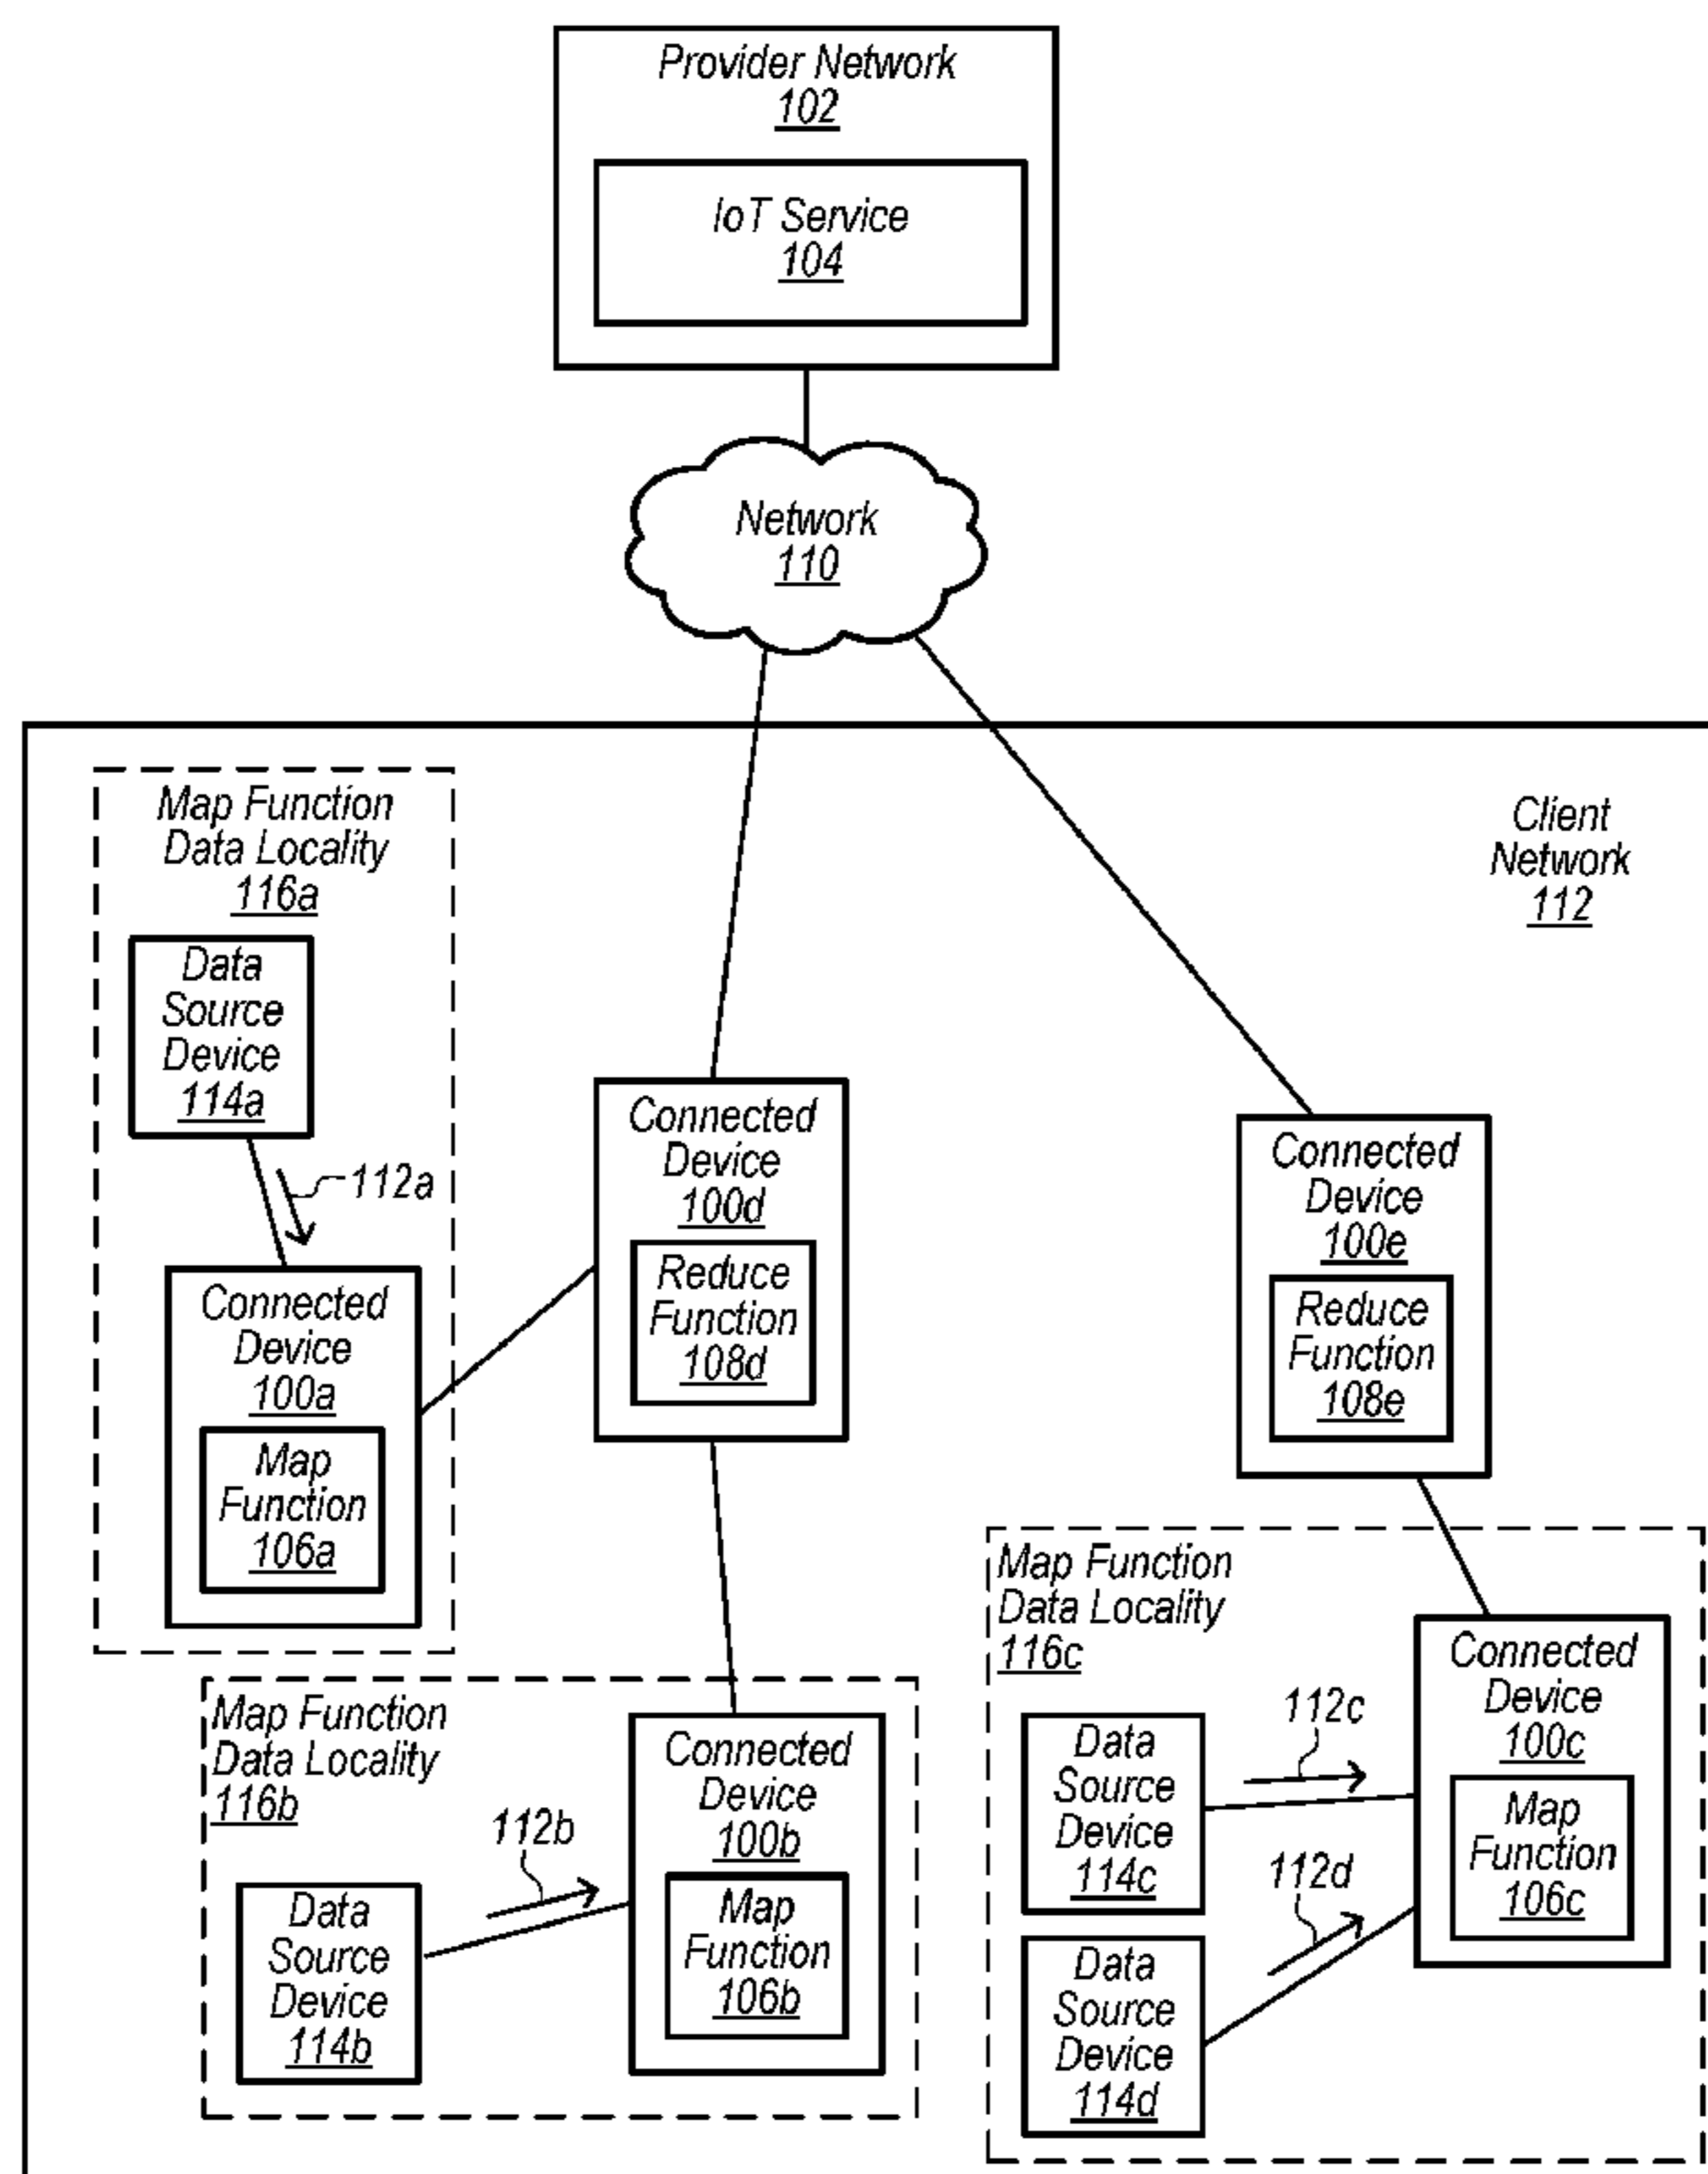 Provider Network
102
IoT Service
104
Network
110
Client
Network
112
Map Function
Data Locality
116a
Data
Source
Device
114a
112a
Connected
Device
100a
Map
Function
106a
Connected
Device
100d
Reduce
Function
108d
Connected
Device
100e
Reduce
Function
108e
Map Function
Data Locality
116b
Data
Source
Device
114b
112b
Connected
Device
100b
Map
Function
106b
Map Function
Data Locality
116c
Data
Source
Device
114c
112c
Data
Source
Device
114d
112d
Connected
Device
100c
Map
Function
106c